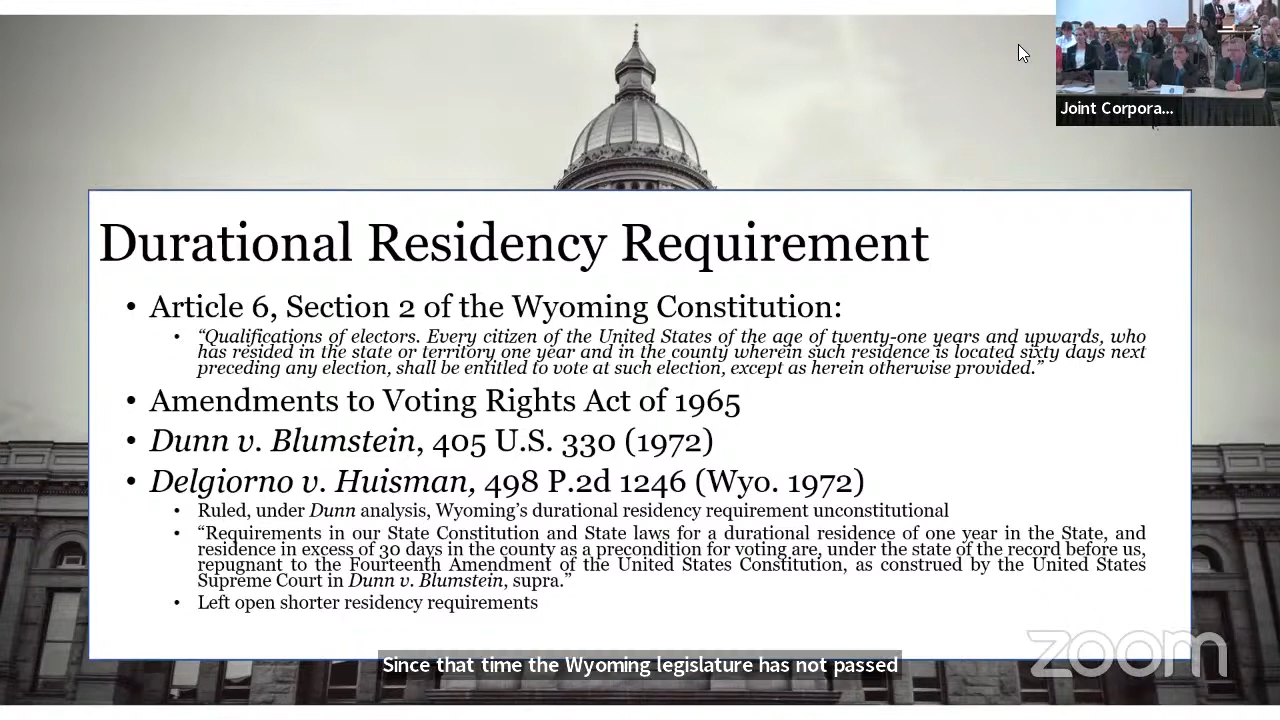 Joint Corpora...
Durational Residency Requirement
• Article 6, Section 2 of the Wyoming Constitution:
• “Qualifications of electors. Every citizen of the United States of the age of twenty-one years and upwards, who
has resided in the state or territory one year and in the county wherein such residence is located sixty days next
preceding any election, shall be entitled to vote at such election, except as herein otherwise provided.”
• Amendments to Voting Rights Act of 1965
• Dunn v. Blumstein, 405 U.S. 330 (1972)
• Delgiorno v. Huisman, 498 P.2d 1246 (Wyo. 1972)
• Ruled, under Dunn analysis, Wyoming’s durational residency requirement unconstitutional
• “Requirements in our State Constitution and State laws for a durational residence of one year in the State, and
residence in excess of 30 days in the county as a precondition for voting are, under the state of the record before us,
repugnant to the Fourteenth Amendment of the United States Constitution, as construed by the United States
Supreme Court in Dunn v. Blumstein, supra.”
• Left open shorter residency requirements
zoom
Since that time the Wyoming legislature has not passed